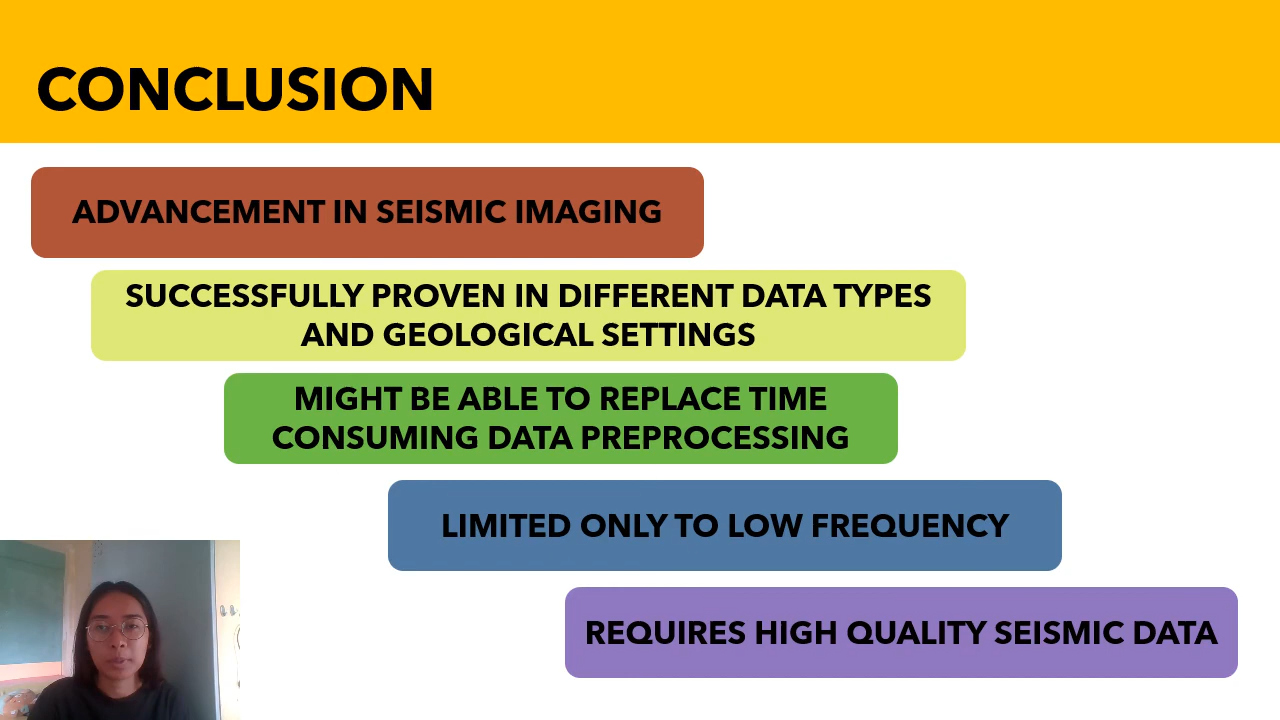 CONCLUSION
ADVANCEMENT IN SEISMIC IMAGING
SUCCESSFULLY PROVEN IN DIFFERENT DATA TYPES
AND GEOLOGICAL SETTINGS
MIGHT BE ABLE TO REPLACE TIME
CONSUMING DATA PREPROCESSING
LIMITED ONLY TO LOW FREQUENCY
REQUIRES HIGH QUALITY SEISMIC DATA